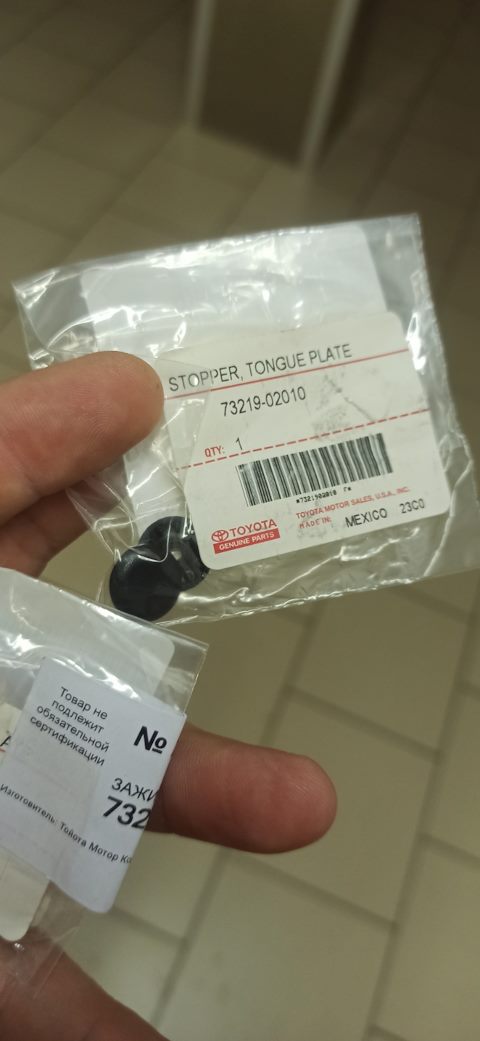 STOPPER, TONGUE PLATE
73219-02010
QTY: 1
*7321902010 F*
TOYOTA MOTOR SALES, U.S.A., INC.
TOYOTA
GENUINE PARTS
MADE IN: MEXICO 23C0
Товар не
подлежит
обязательной
сертификации
№
ЗАЖИ
732
Изготовитель: Тойота Мотор Ко